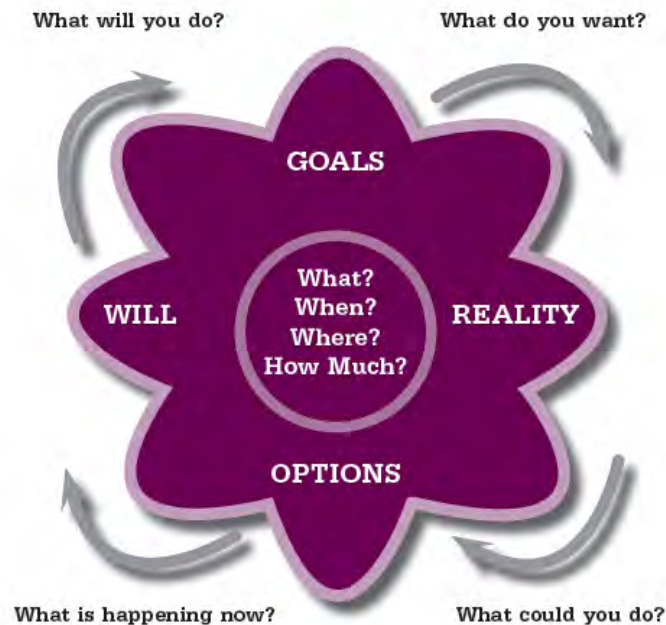 What will you do?
What do you want?
GOALS
What?
When?
Where?
How Much?
WILL
REALITY
OPTIONS
What is happening now?
What could you do?